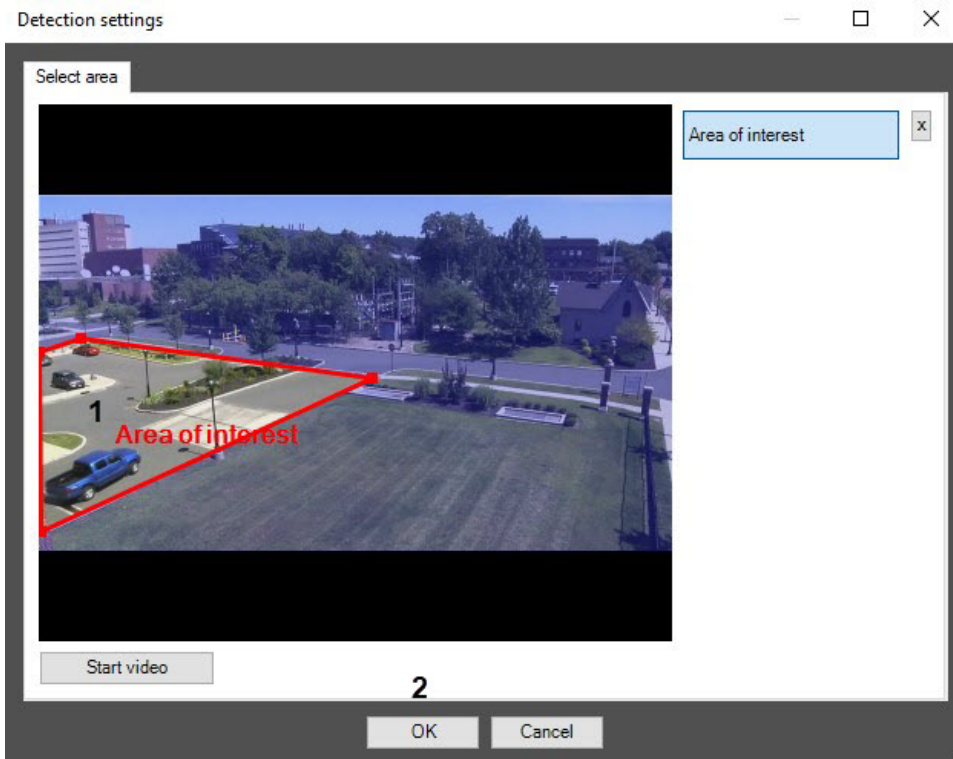 Detection settings
Select area
Area of interest
x
1
Area of interest
Start video
2
OK
Cancel